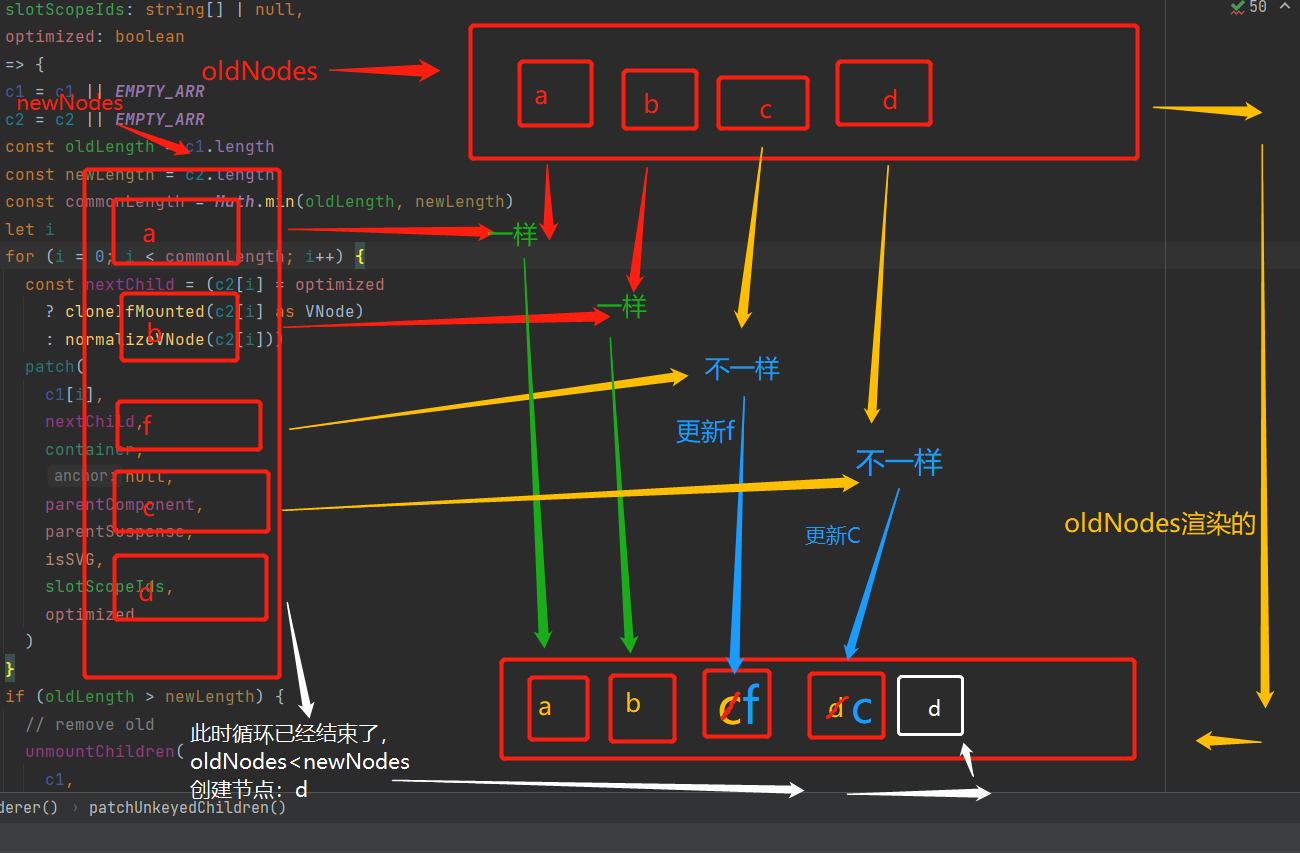 slotScopeIds: string[] | null,
50
optimized: boolean
=> {
oldNodes
c1 = c1 || EMPTY_ARR
newNodes
c2 = c2 || EMPTY_ARR
a
b
c
d
const oldLength = c1.length
const newLength = c2.length
const commonLength = Math.min(oldLength, newLength)
let i
a
一样
for (i = 0; i < commonLength; i++) {
const nextChild = (c2[i] = optimized
? cloneIfMounted(c2[i] as VNode)
一样
b
: normalizeVNode(c2[i]))
patch(
不一样
c1[i],
nextChild,
f
更新f
container,
不一样
anchor: null,
parentComponent,
c
oldNodes渲染的
parentSuspense,
更新C
isSVG,
slotScopeIds,
d
optimized
)
}
if (oldLength > newLength) {
a
b
c
f
d
c
d
// remove old
此时循环已经结束了，
unmountChildren(
oldNodes<newNodes
c1,
创建节点：d
derer() › patchUnkeyedChildren()